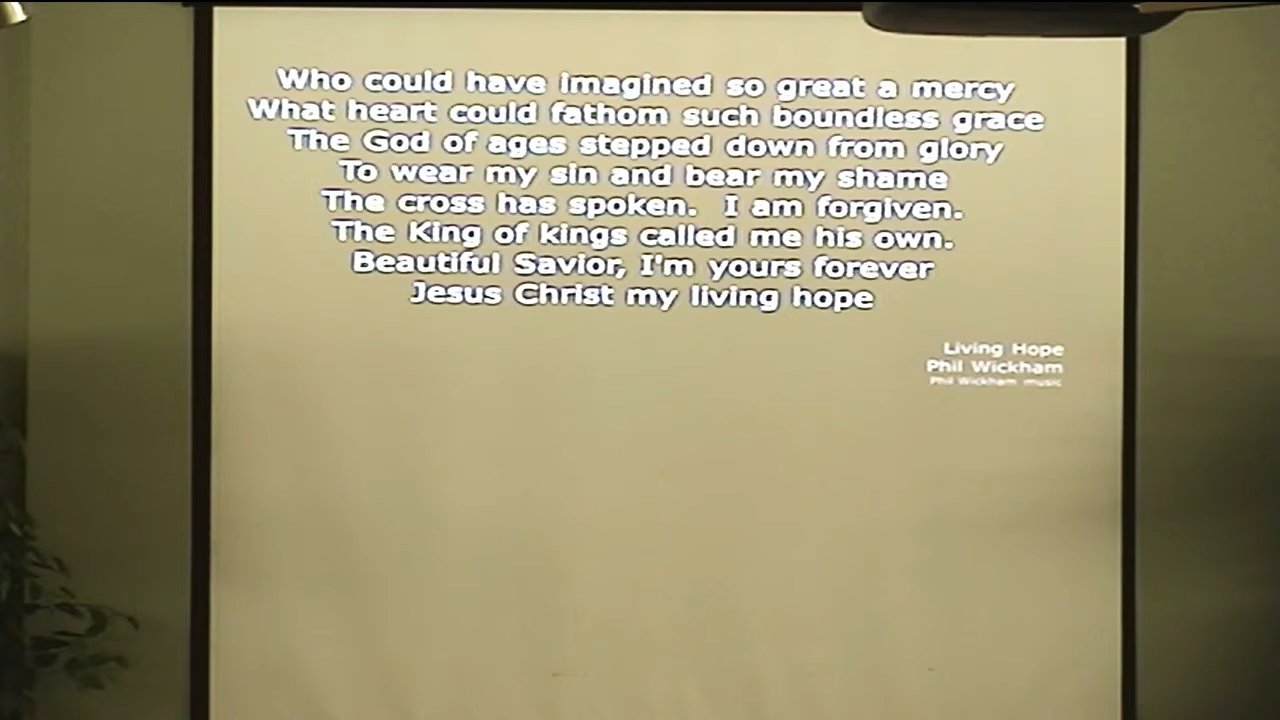 Who could have imagined so great a mercy
What heart could fathom such boundless grace
The God of ages stepped down from glory
To wear my sin and bear my shame
The cross has spoken.  I am forgiven.
The King of kings called me his own.
Beautiful Savior, I'm yours forever
Jesus Christ my living hope
Living Hope
Phil Wickham
Phil Wickham music